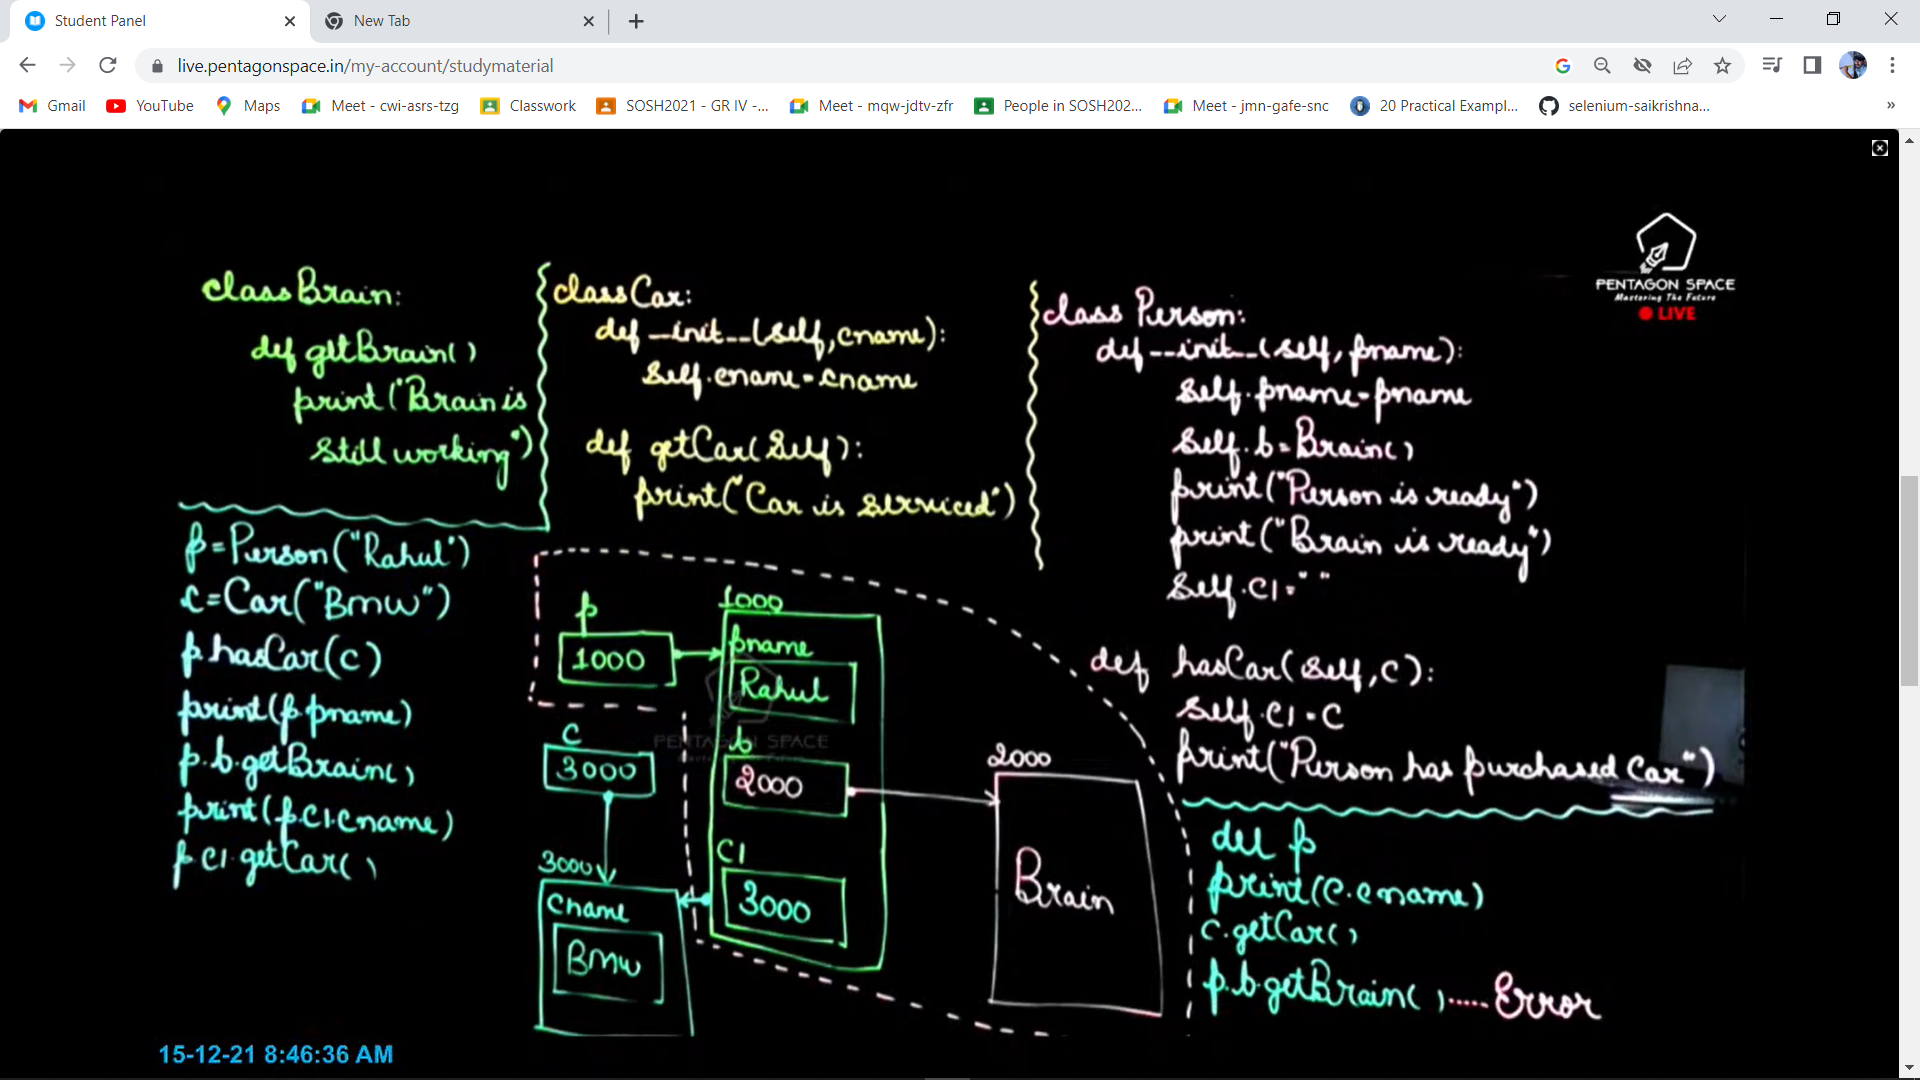 Student Panel
New Tab
live.pentagonspace.in/my-account/studymaterial
Gmail
YouTube
Maps
Meet - cwi-asrs-tzg
Classwork
SOSH2021 - GR IV -...
Meet - mqw-jdtv-zfr
People in SOSH202...
Meet - jmn-gafe-snc
20 Practical Exampl...
selenium-saikrishna...
»
PENTAGON SPACE
Mastering The Future
LIVE
class Brain:
def getBrain()
print("Brain is
still working")
class Car:
def __init__(self,cname):
self.cname=cname
def getCar(self):
print("Car is serviced")
class Person:
def __init__(self, pname):
self.pname=pname
self.b=Brain()
print("Person is ready")
print("Brain is ready")
self.c1=" "
def hasCar(self,c):
self.c1=c
print("Person has purchased Car")
p=Person("Rahul")
c=Car("Bmw")
p.hasCar(c)
print(p.pname)
p.b.getBrain()
print(p.c1.cname)
p.c1.getCar()
p
1000
1000
pname
Rahul
PENTAGON SPACE
c
3000
b
2000
2000
Brain
C1
3000
3000
Cname
Bmw
del p
print(c.cname)
c.getCar()
p.b.getBrain()..... Error
15-12-21 8:46:36 AM